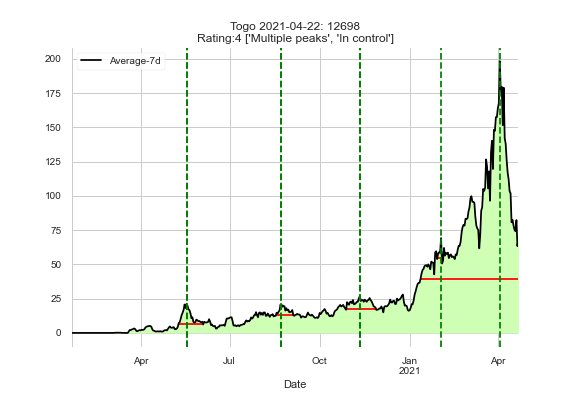 Togo 2021-04-22: 12698
Rating:4 ['Multiple peaks', 'In control']
Average-7d
200
175
150
125
100
75
50
25
0
Apr
Jul
Oct
Jan
2021
Apr
Date